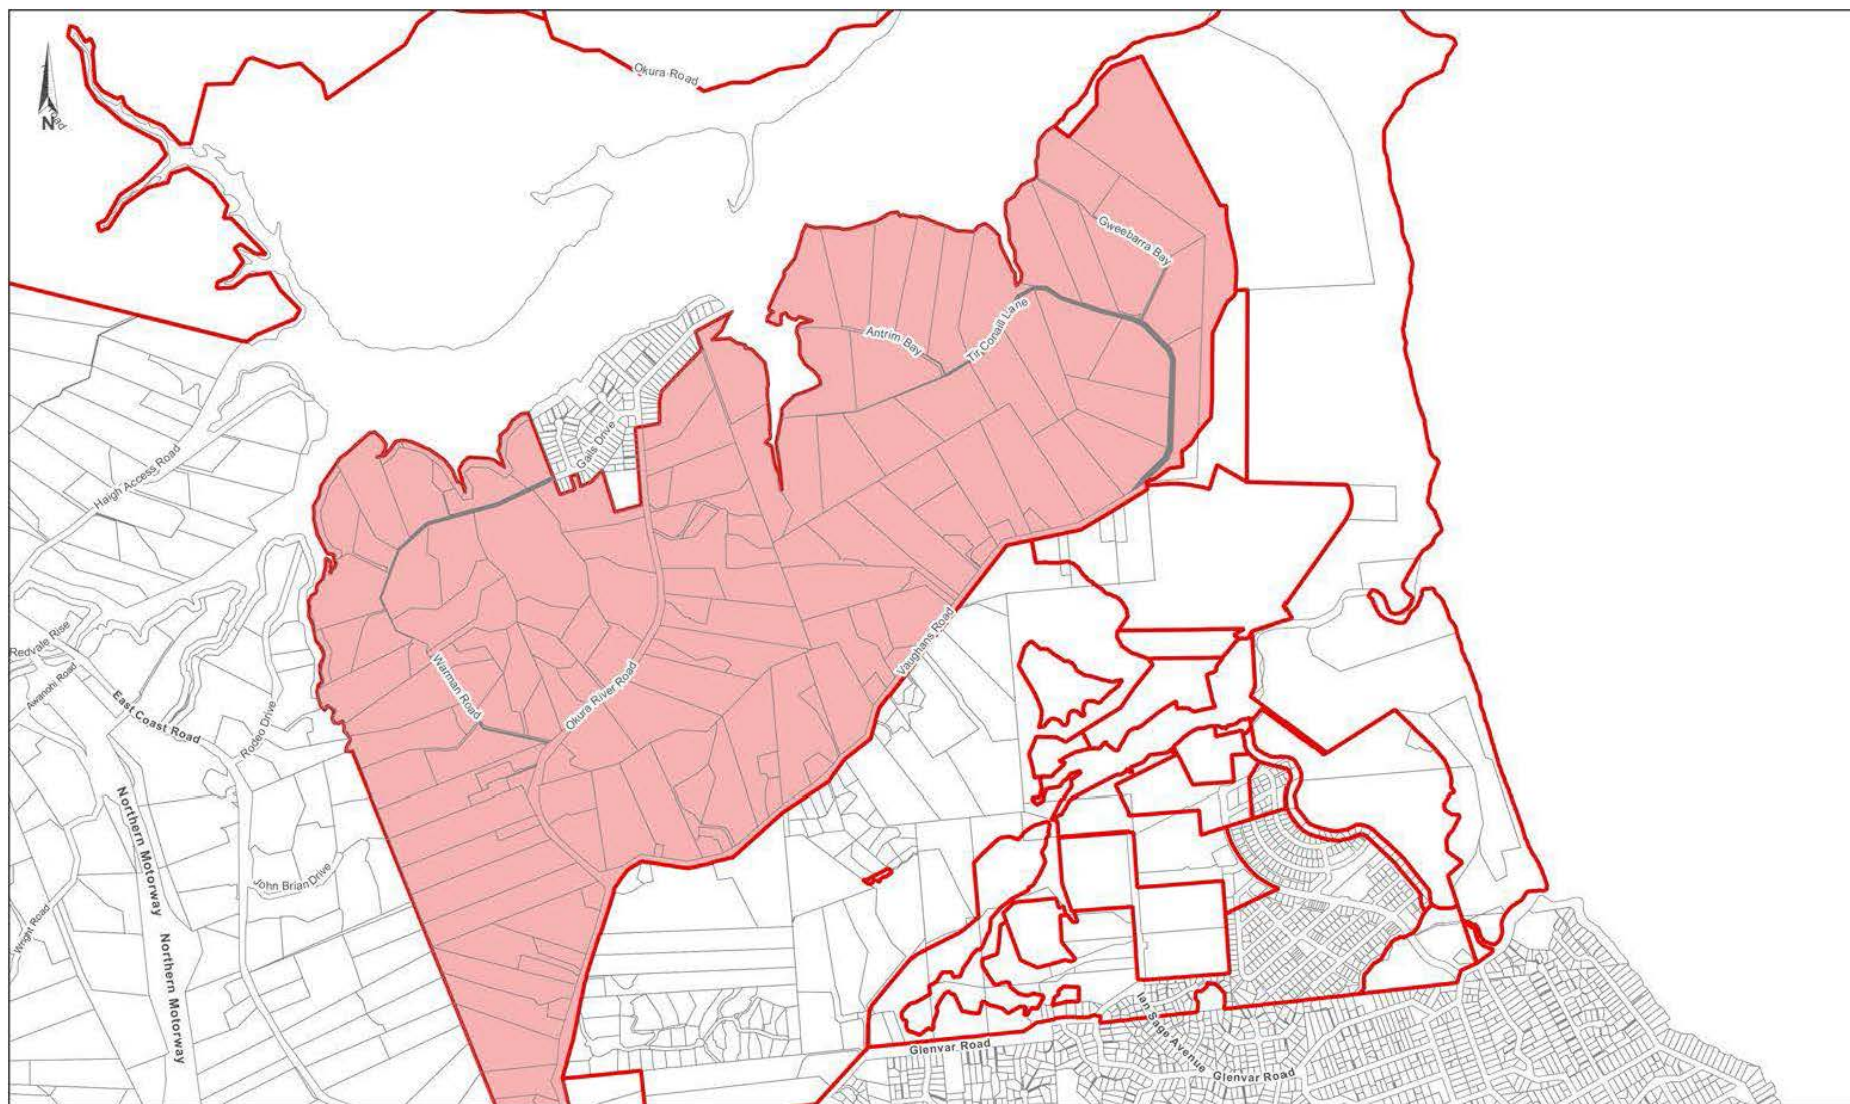 Okura Road
N
Gweebarra Bay
Tir Conaill Lane
Antrim Bay
Gails Drive
Haigh Access Road
Vaughans Road
Redvale Rise
Awanohi Road
Warman Road
Okura River Road
East Coast Road
Rodeo Drive
Northern Motorway
John Brian Drive
Wright Road
Northern Motorway
Ian Sage Avenue
Glenvar Road
Glenvar Road